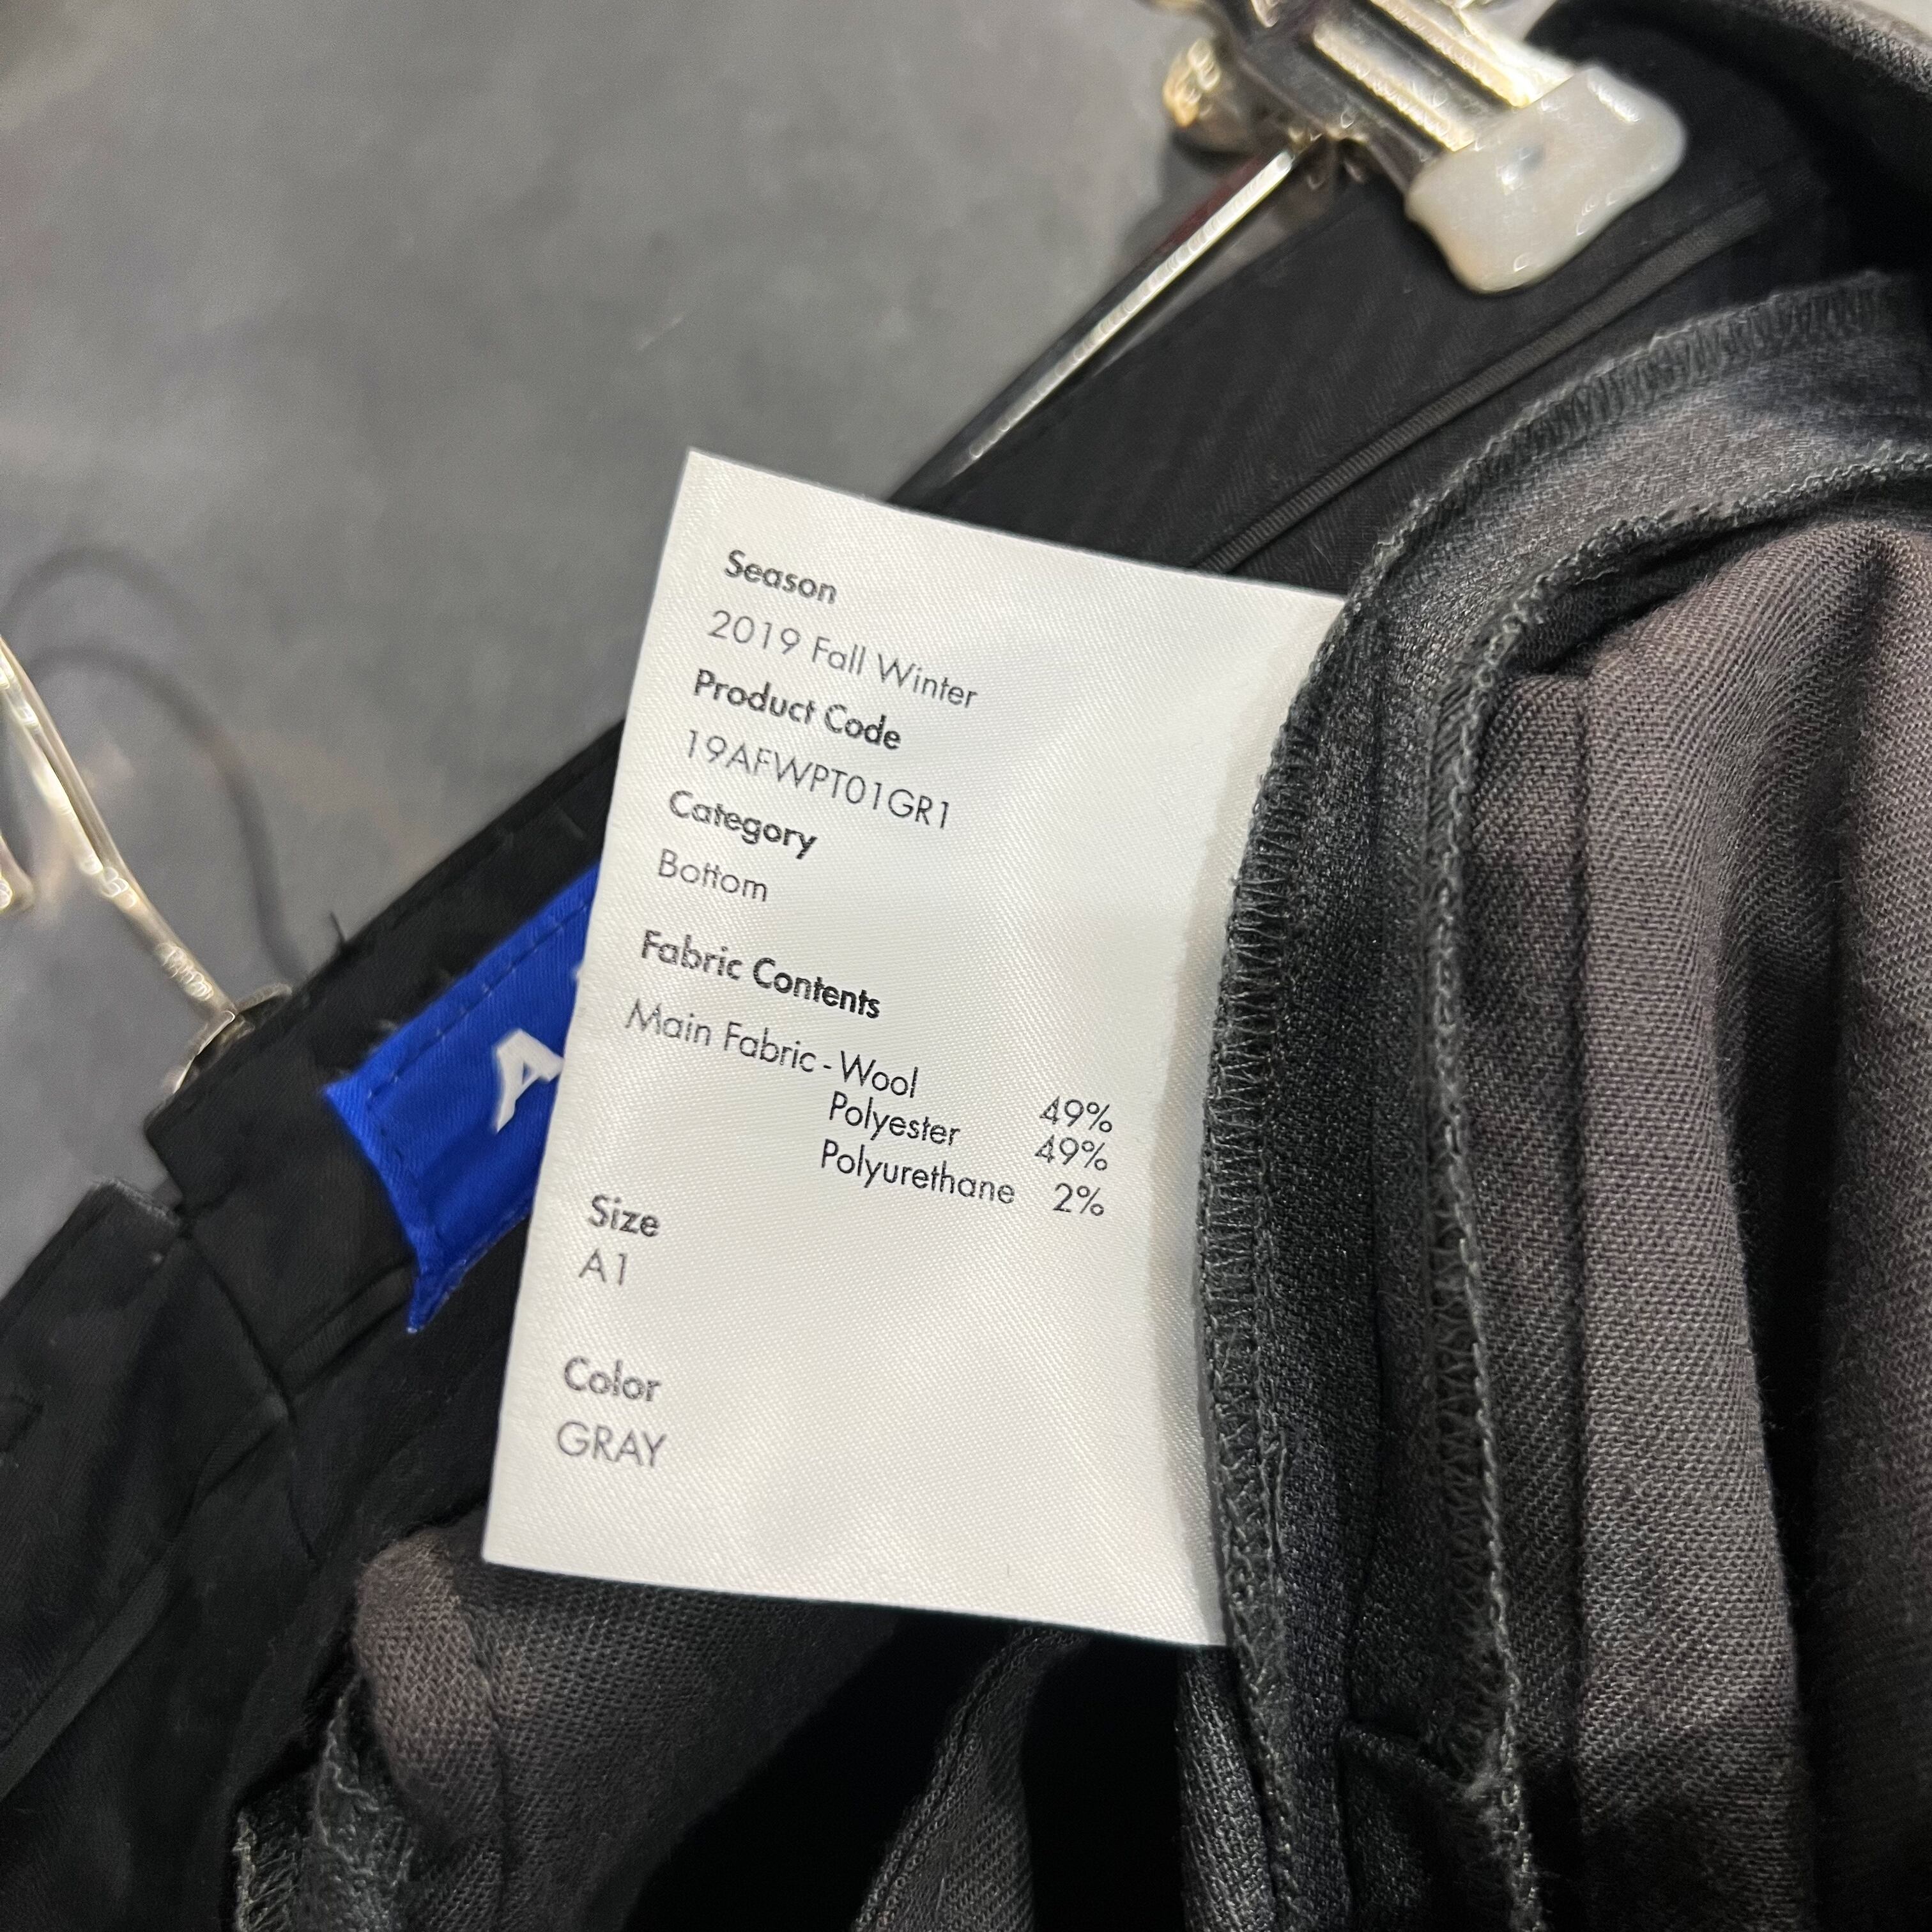 Season
2019 Fall Winter
Product Code
19AFWPT01GR1
Category
Bottom
Fabric Contents
Main Fabric - Wool 49%
Polyester 49%
Polyurethane 2%
Size
A1
Color
GRAY
A